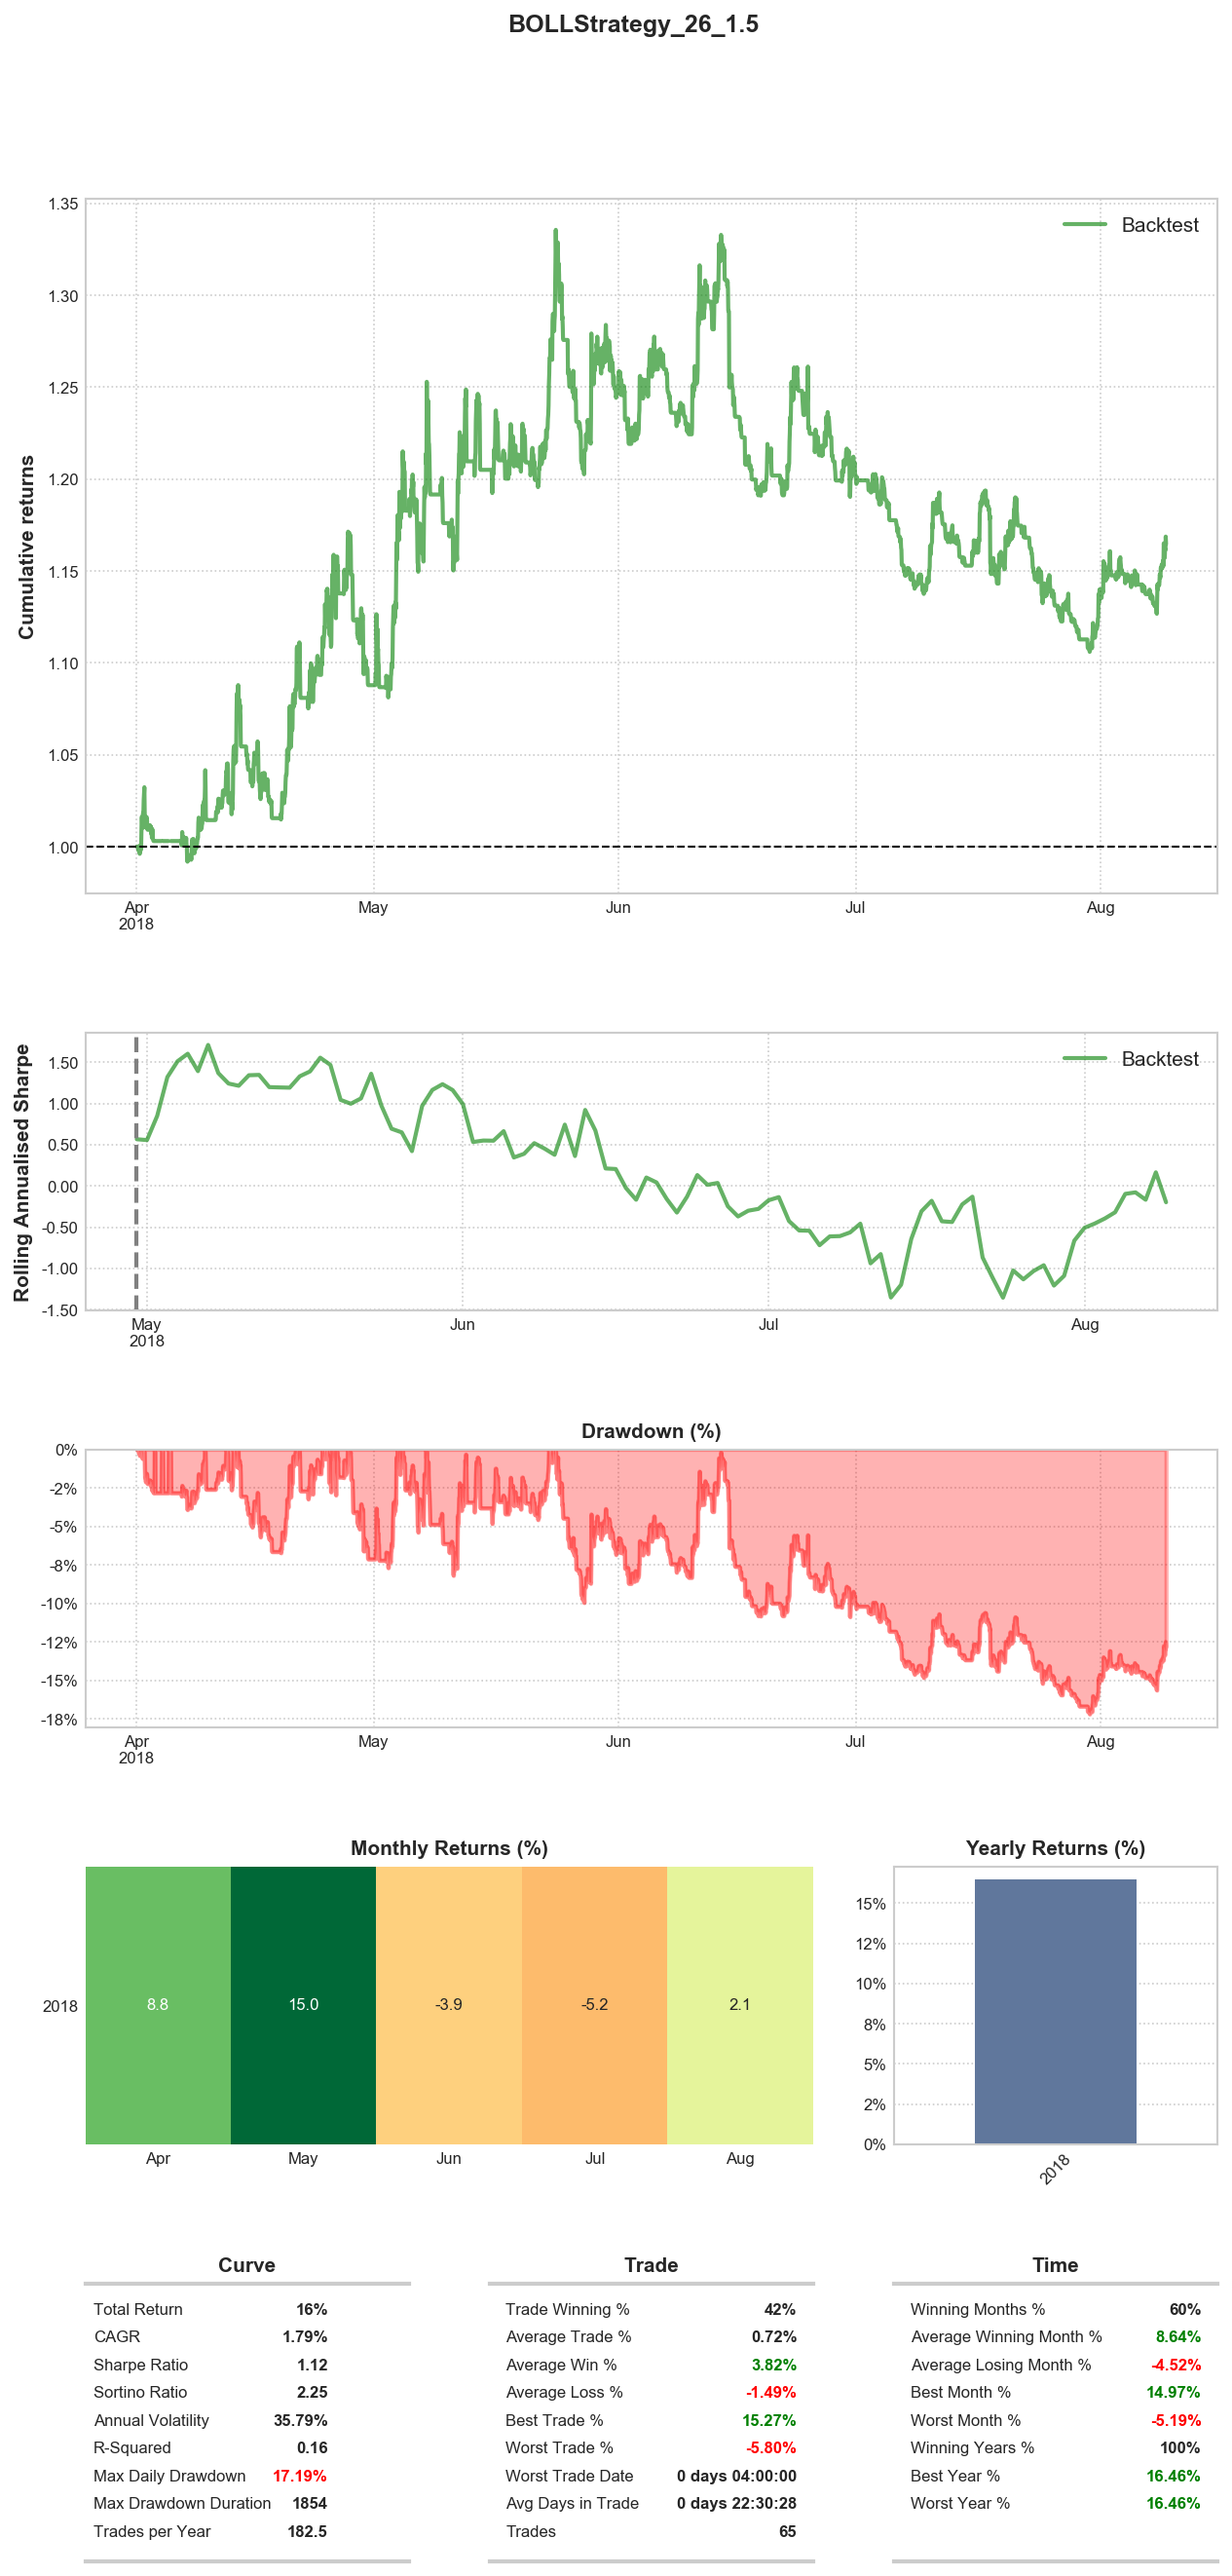 BOLLStrategy_26_1.5
Cumulative returns
1.35
1.30
1.25
1.20
1.15
1.10
1.05
1.00
Backtest
Apr
2018
May
Jun
Jul
Aug
Rolling Annualised Sharpe
1.50
1.00
0.50
0.00
-0.50
-1.00
-1.50
Backtest
May
2018
Jun
Jul
Aug
Drawdown (%)
0%
-2%
-5%
-8%
-10%
-12%
-15%
-18%
Apr
2018
May
Jun
Jul
Aug
Monthly Returns (%)
2018
8.8
15.0
-3.9
-5.2
2.1
Apr
May
Jun
Jul
Aug
Yearly Returns (%)
15%
12%
10%
8%
5%
2%
0%
2018
Curve
Total Return 16%
CAGR 1.79%
Sharpe Ratio 1.12
Sortino Ratio 2.25
Annual Volatility 35.79%
R-Squared 0.16
Max Daily Drawdown 17.19%
Max Drawdown Duration 1854
Trades per Year 182.5
Trade
Trade Winning % 42%
Average Trade % 0.72%
Average Win % 3.82%
Average Loss % -1.49%
Best Trade % 15.27%
Worst Trade % -5.80%
Worst Trade Date 0 days 04:00:00
Avg Days in Trade 0 days 22:30:28
Trades 65
Time
Winning Months % 60%
Average Winning Month % 8.64%
Average Losing Month % -4.52%
Best Month % 14.97%
Worst Month % -5.19%
Winning Years % 100%
Best Year % 16.46%
Worst Year % 16.46%